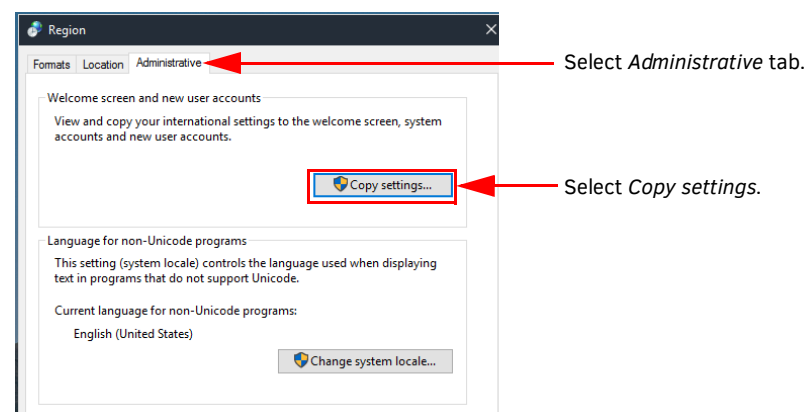 Region
Formats Location Administrative
Select Administrative tab.
Welcome screen and new user accounts
View and copy your international settings to the welcome screen, system
accounts and new user accounts.
Copy settings...
Select Copy settings.
Language for non-Unicode programs
This setting (system locale) controls the language used when displaying
text in programs that do not support Unicode.
Current language for non-Unicode programs:
English (United States)
Change system locale...